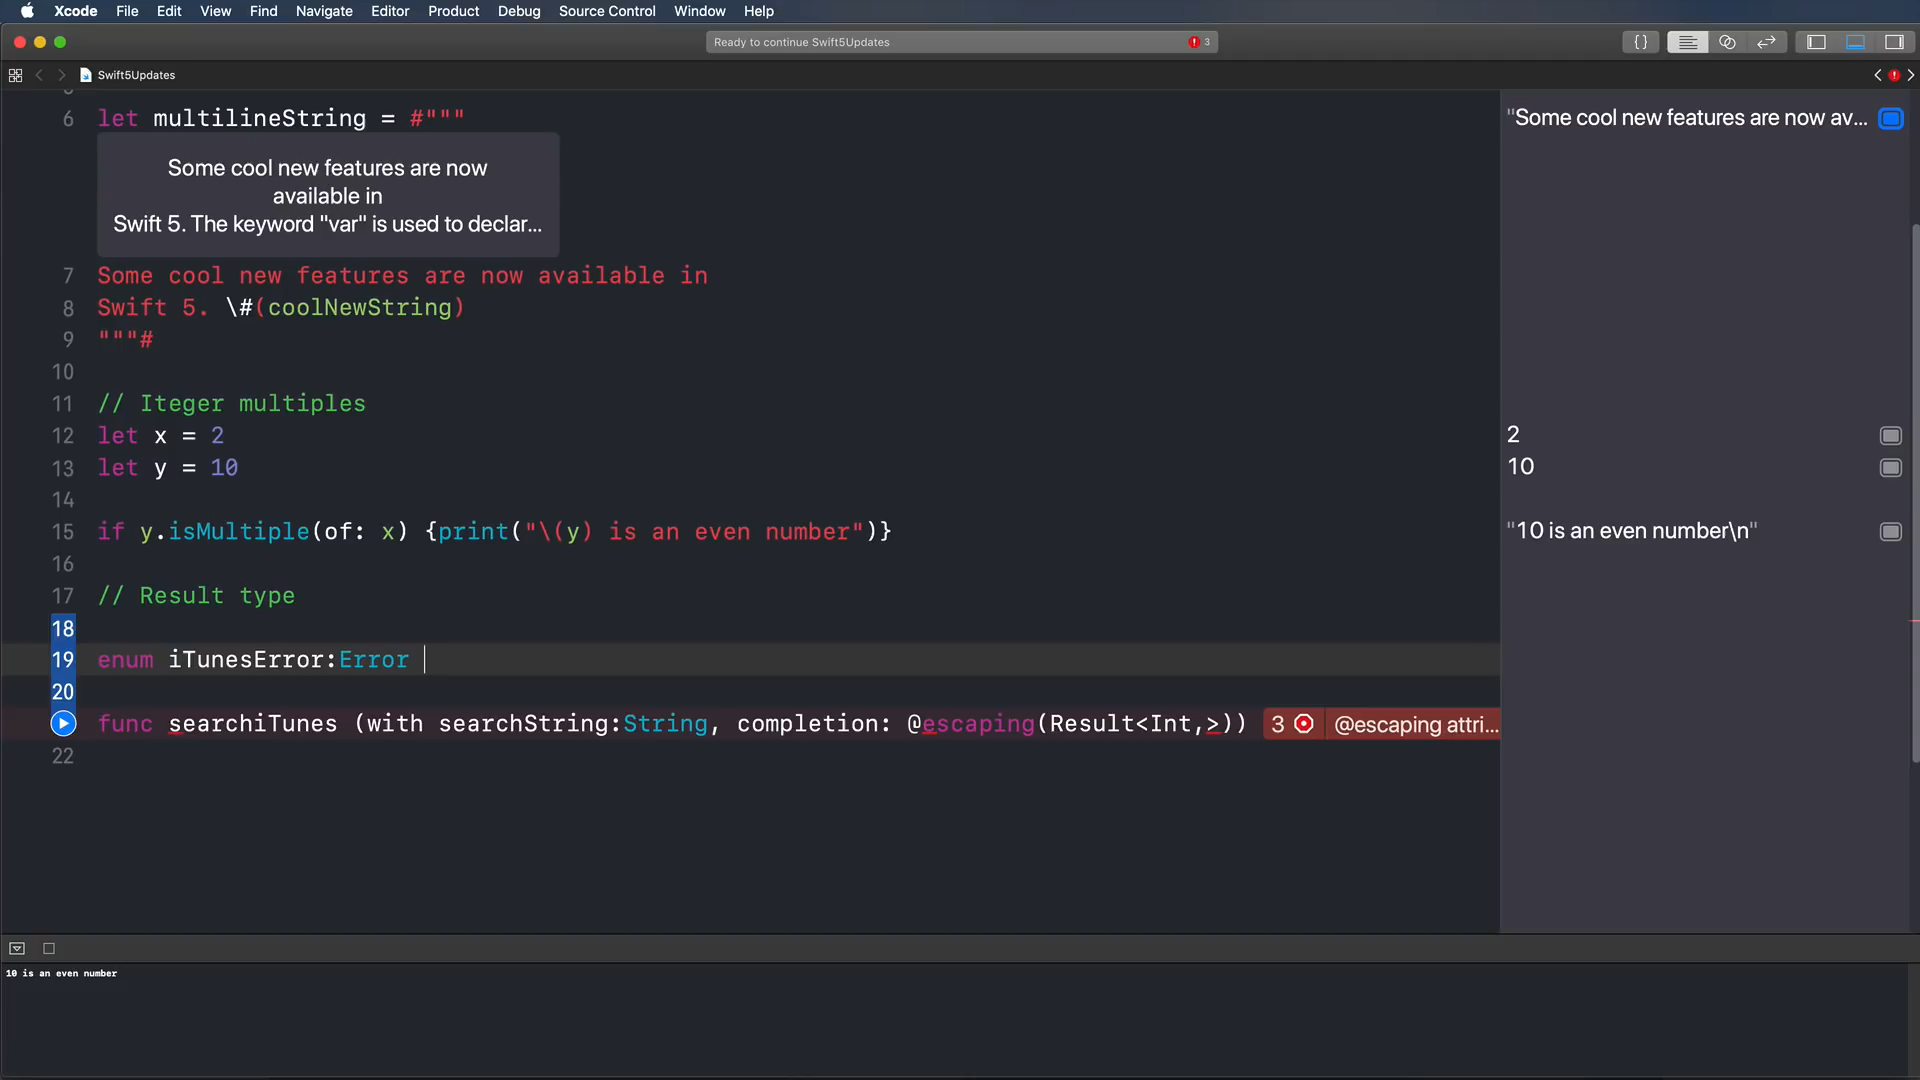 Xcode File Edit View Find Navigate Editor Product Debug Source Control Window Help
Ready to continue Swift5Updates 3
Swift5Updates
6 let multilineString = #"""
"Some cool new features are now av...
Some cool new features are now
available in
Swift 5. The keyword "var" is used to declar...
7 Some cool new features are now available in
8 Swift 5. \#(coolNewString)
9 """#
10
11 // Iteger multiples
12 let x = 2
2
13 let y = 10
10
14
15 if y.isMultiple(of: x) {print("\(y) is an even number")}
"10 is an even number\n"
16
17 // Result type
18
19 enum iTunesError:Error
20
func searchiTunes (with searchString:String, completion: @escaping(Result<Int,>)) 3 @escaping attri...
22
10 is an even number